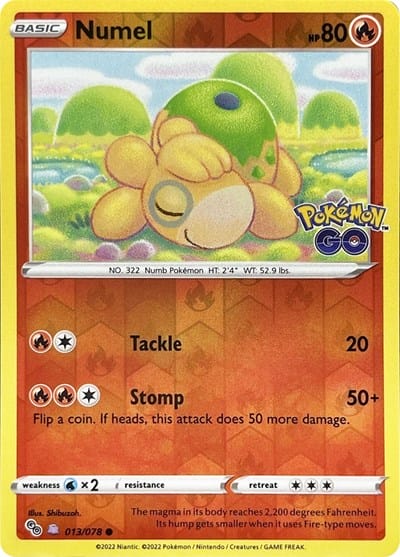 BASIC Numel HP80
Pokémon GO™
NO. 322 Numb Pokémon HT: 2'4" WT: 52.9 lbs.
Tackle 20
Stomp 50+
Flip a coin. If heads, this attack does 50 more damage.
weakness ×2 resistance retreat
Illus. Shibuzoh.
013/078
The magma in its body reaches 2,200 degrees Fahrenheit.
Its hump gets smaller when it uses Fire-type moves.
©2022 Niantic. ©2022 Pokémon / Nintendo / Creatures / GAME FREAK.